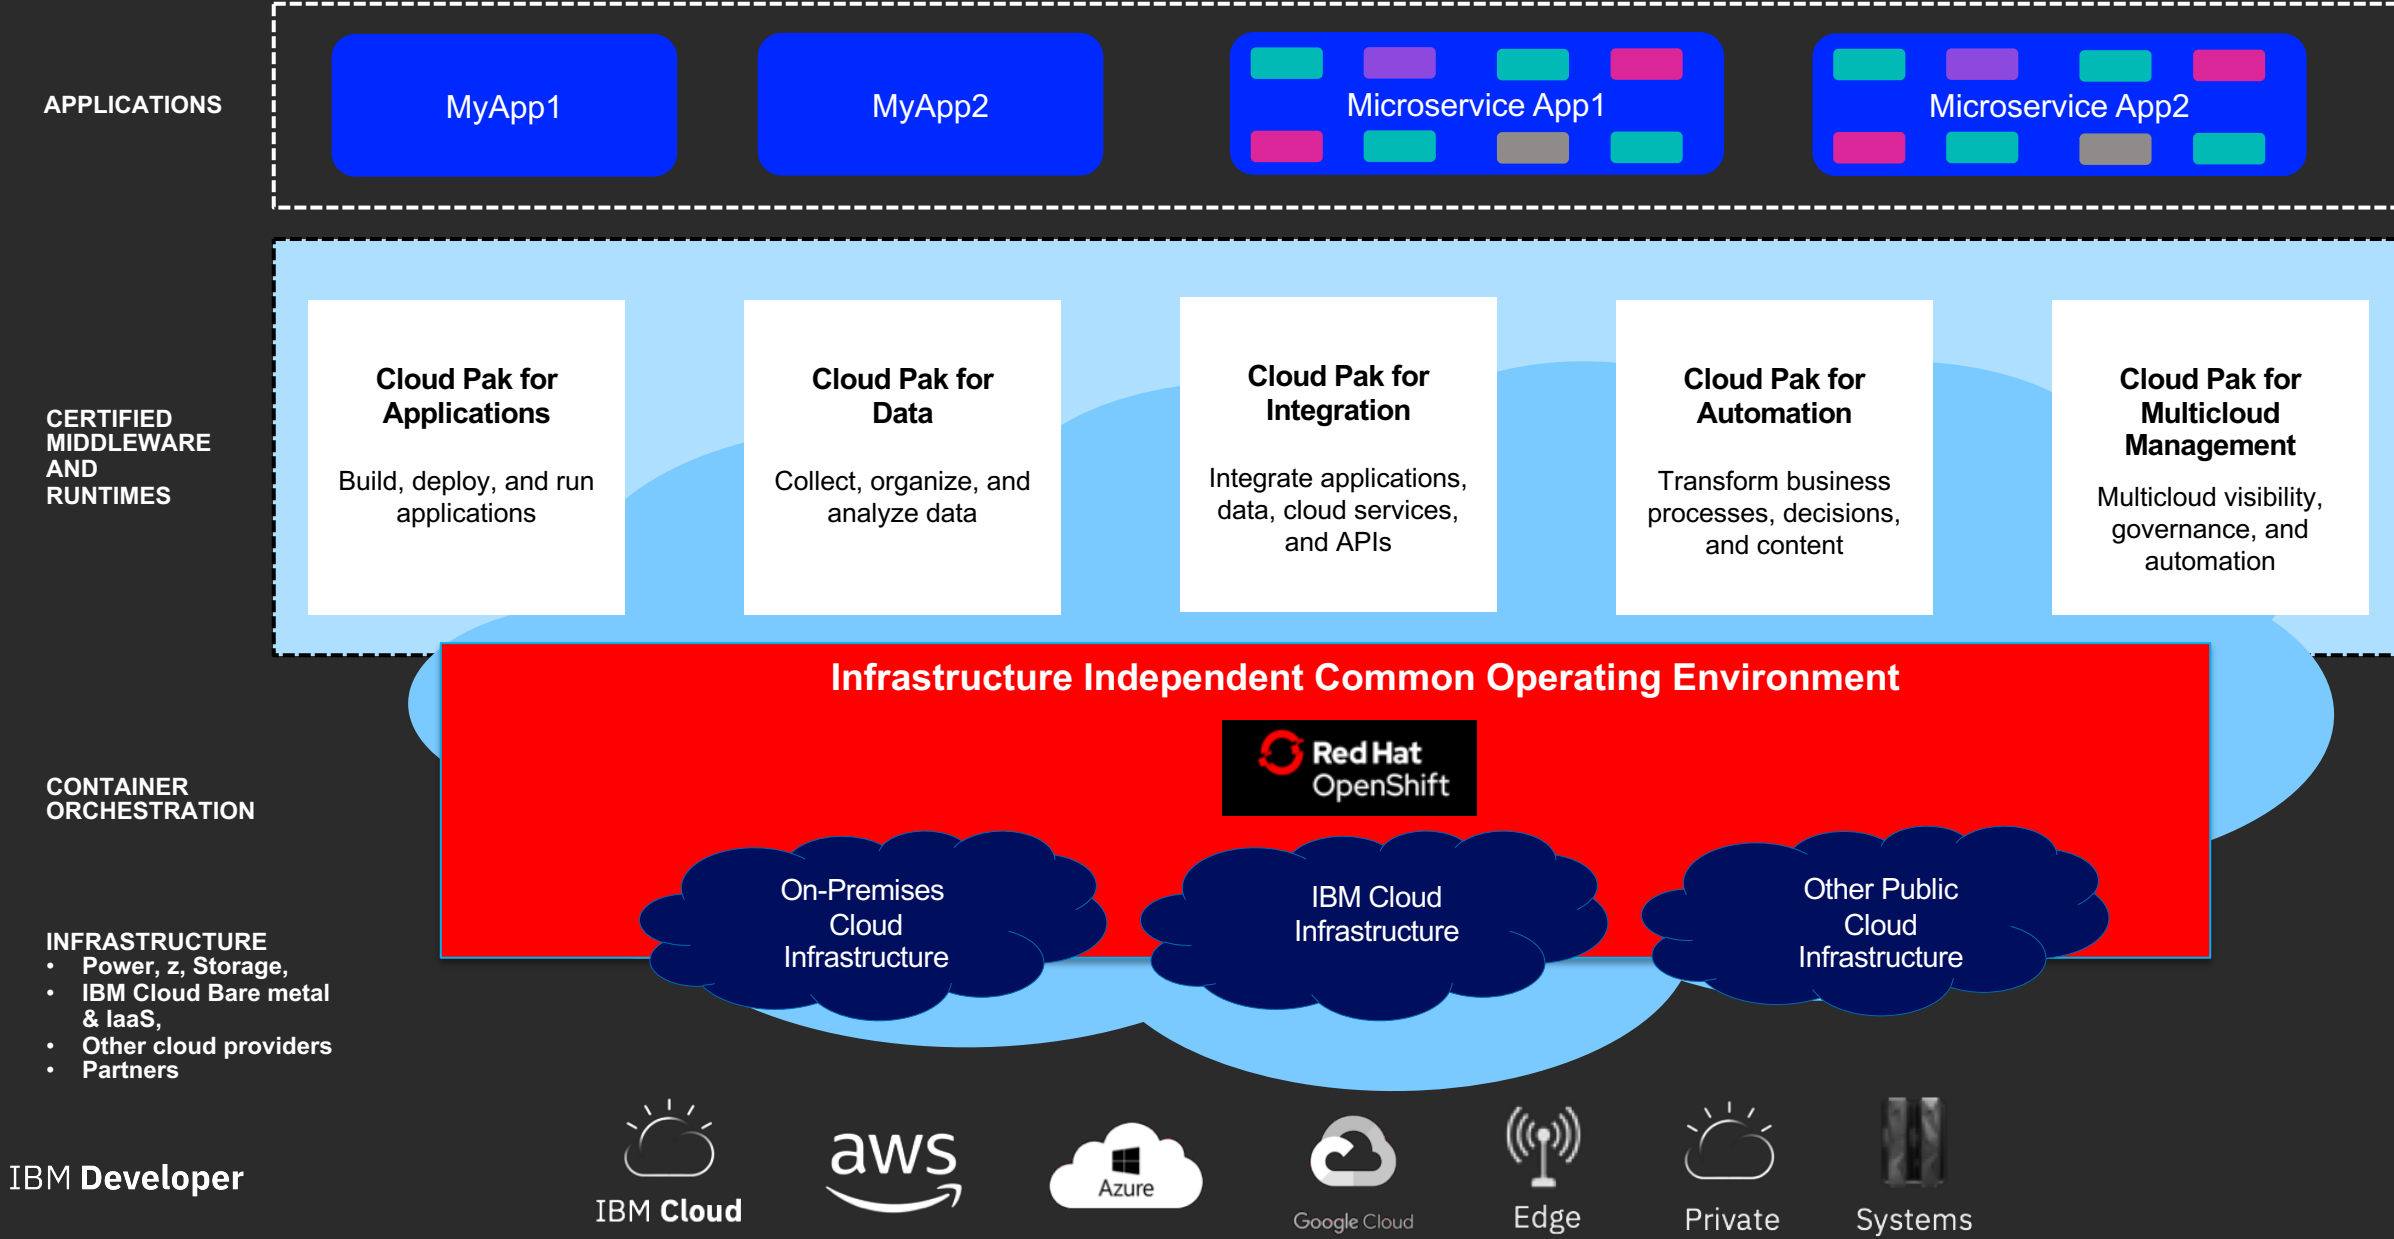 APPLICATIONS
MyApp1
MyApp2
Microservice App1
Microservice App2
CERTIFIED
MIDDLEWARE
AND
RUNTIMES
Cloud Pak for
Applications
Build, deploy, and run
applications
Cloud Pak for
Data
Collect, organize, and
analyze data
Cloud Pak for
Integration
Integrate applications,
data, cloud services,
and APIs
Cloud Pak for
Automation
Transform business
processes, decisions,
and content
Cloud Pak for
Multicloud
Management
Multicloud visibility,
governance, and
automation
Infrastructure Independent Common Operating Environment
Red Hat
OpenShift
CONTAINER
ORCHESTRATION
On-Premises
Cloud
Infrastructure
IBM Cloud
Infrastructure
Other Public
Cloud
Infrastructure
INFRASTRUCTURE
• Power, z, Storage,
• IBM Cloud Bare metal
& IaaS,
• Other cloud providers
• Partners
IBM Developer
IBM Cloud
aws
Azure
Google Cloud
Edge
Private
Systems